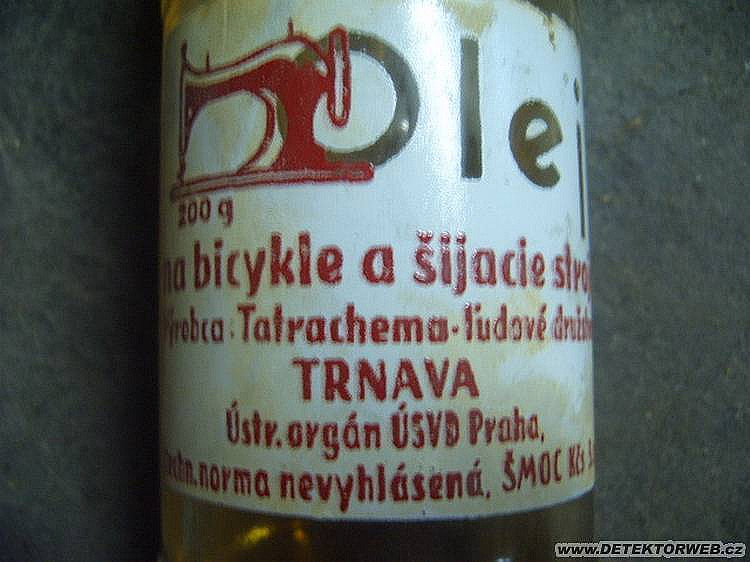 Olej
200 g
na bicykle a šijacie stro
Výrobca: Tatrachema-ľudové družst
TRNAVA
Ústr. orgán ÚSVD Praha,
techn. norma nevyhlásená, ŠMOC Kčs
www.DETEKTORWEB.cz